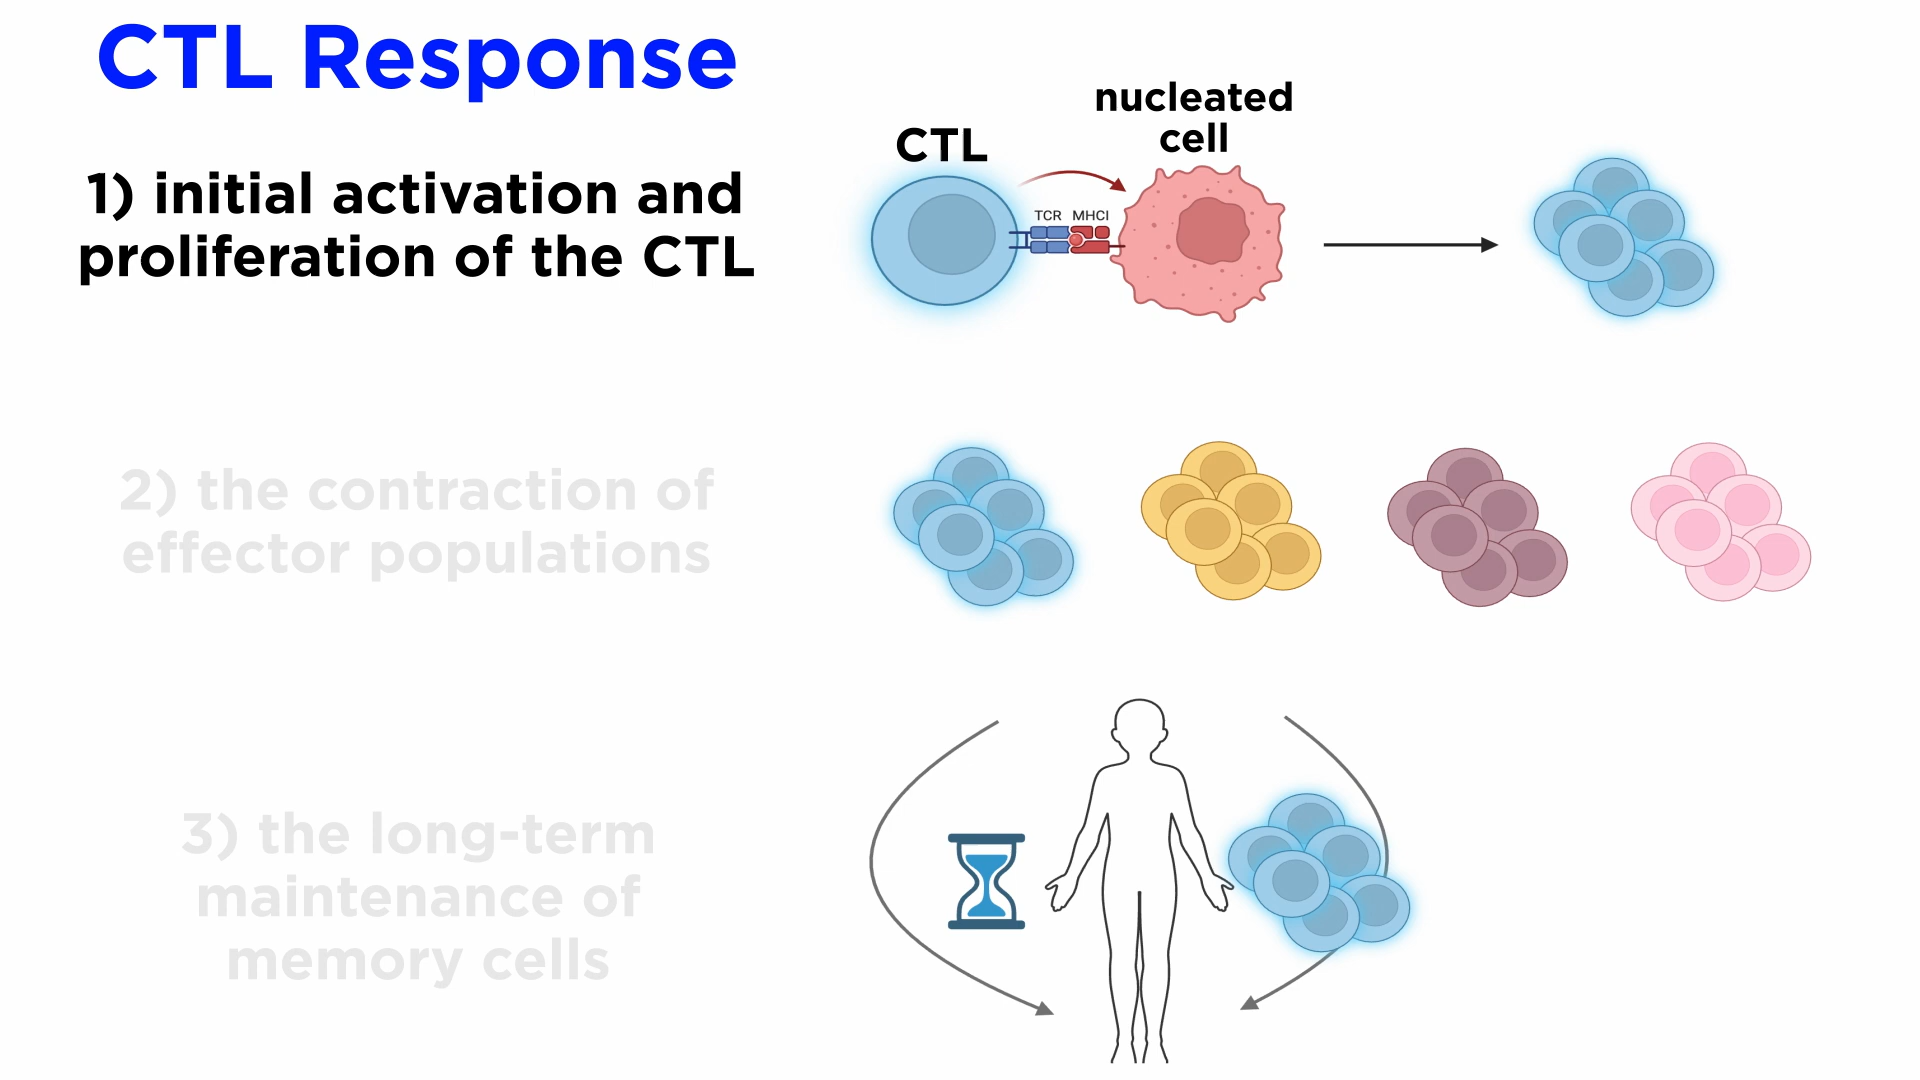 CTL Response
1) initial activation and
proliferation of the CTL
CTL
nucleated
cell
TCR MHCI
2) the contraction of
effector populations
3) the long-term
maintenance of
memory cells